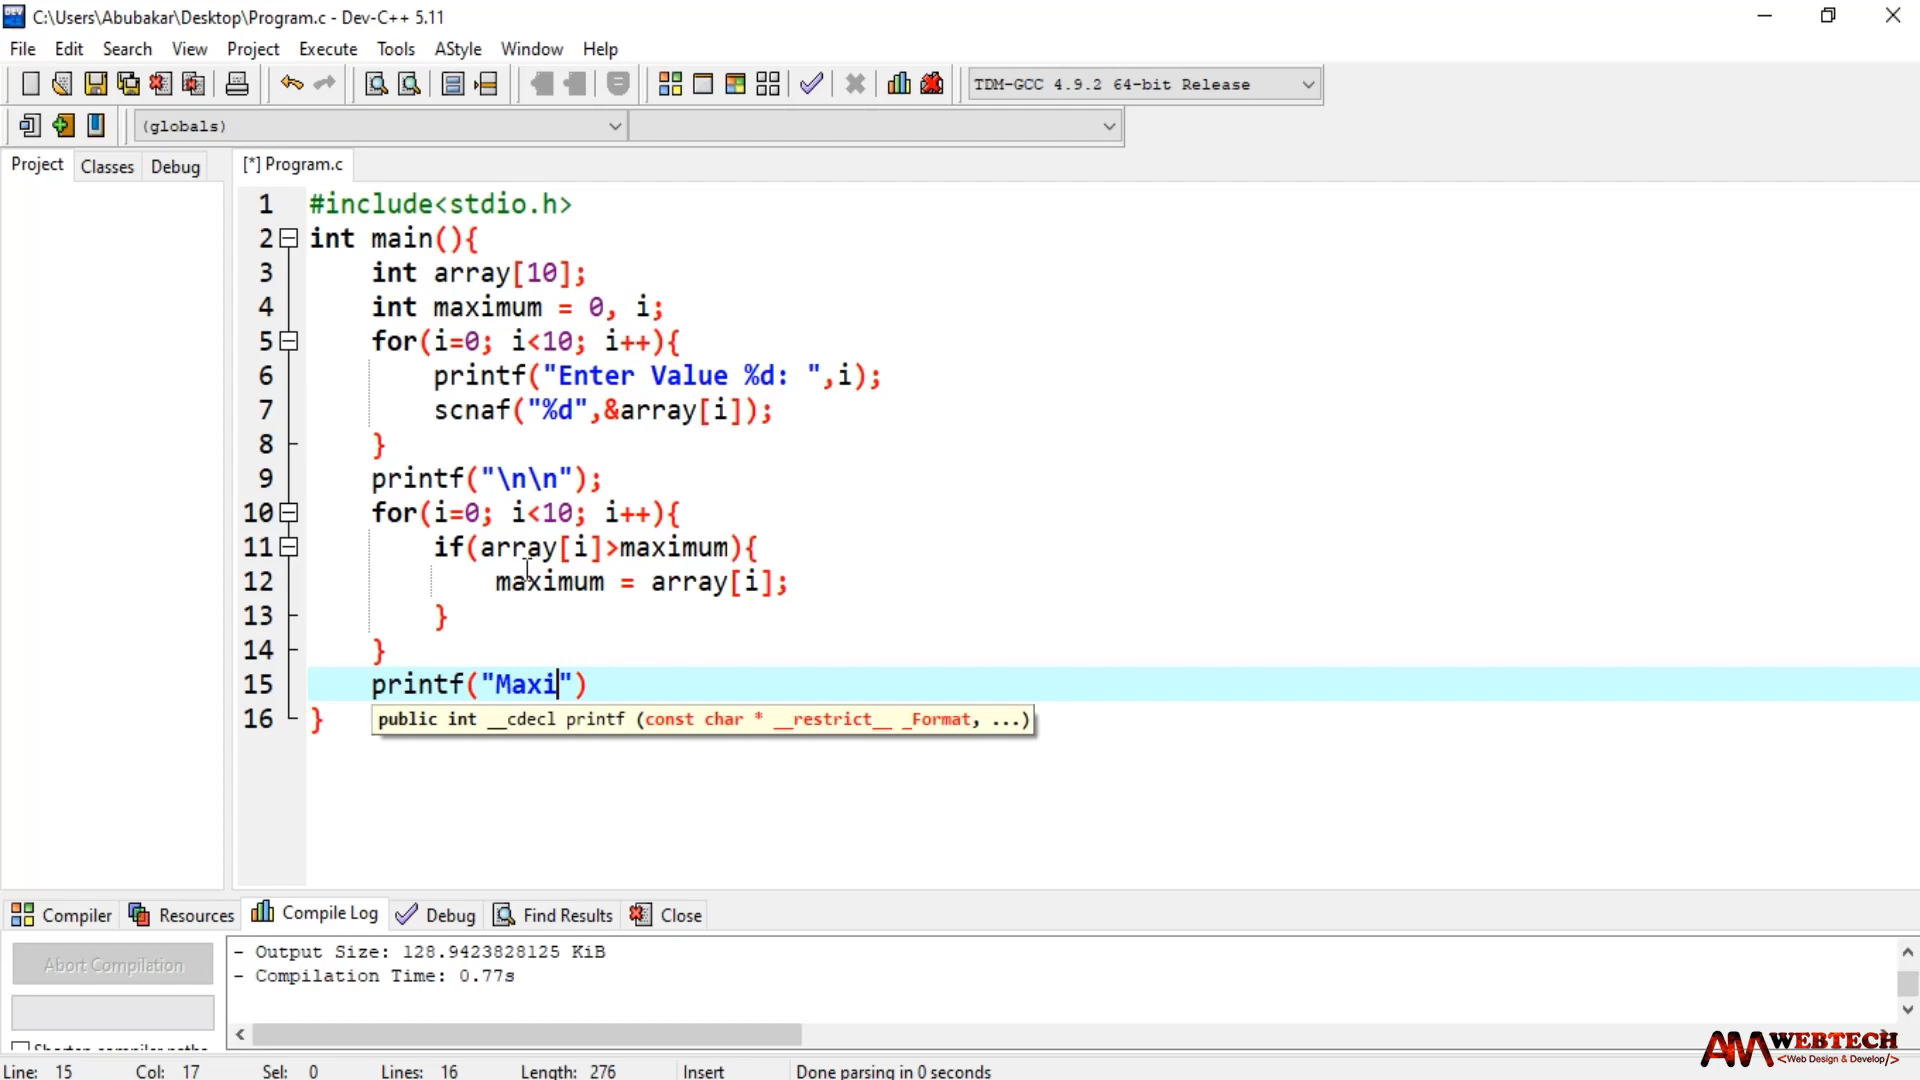 C:\Users\Abubakar\Desktop\Program.c - Dev-C++ 5.11
File Edit Search View Project Execute Tools AStyle Window Help
TDM-GCC 4.9.2 64-bit Release
(globals)
Project Classes Debug [*] Program.c
1 #include<stdio.h>
2 int main(){
3 int array[10];
4 int maximum = 0, i;
5 for(i=0; i<10; i++){
6 printf("Enter Value %d: ",i);
7 scnaf("%d",&array[i]);
8 }
9 printf("\n\n");
10 for(i=0; i<10; i++){
11 if(array[i]>maximum){
12 maximum = array[i];
13 }
14 }
15 printf("Maxi")
16 }
public int __cdecl printf (const char * __restrict__ _Format, ...)
Compiler Resources Compile Log Debug Find Results Close
Abort Compilation
- Output Size: 128.9423828125 KiB
- Compilation Time: 0.77s
Shorten compiler paths
AM WEBTECH
<Web Design & Develop/>
Line: 15 Col: 17 Sel: 0 Lines: 16 Length: 276 Insert Done parsing in 0 seconds